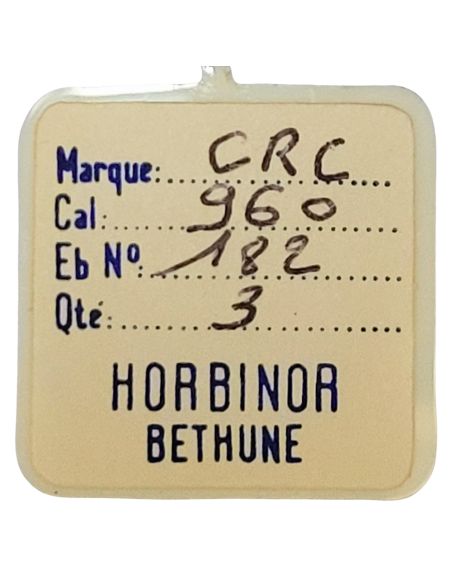 Marque: CRC
Cal: 960
Eb Nº: 182
Qté: 3
HORBINOR
BETHUNE